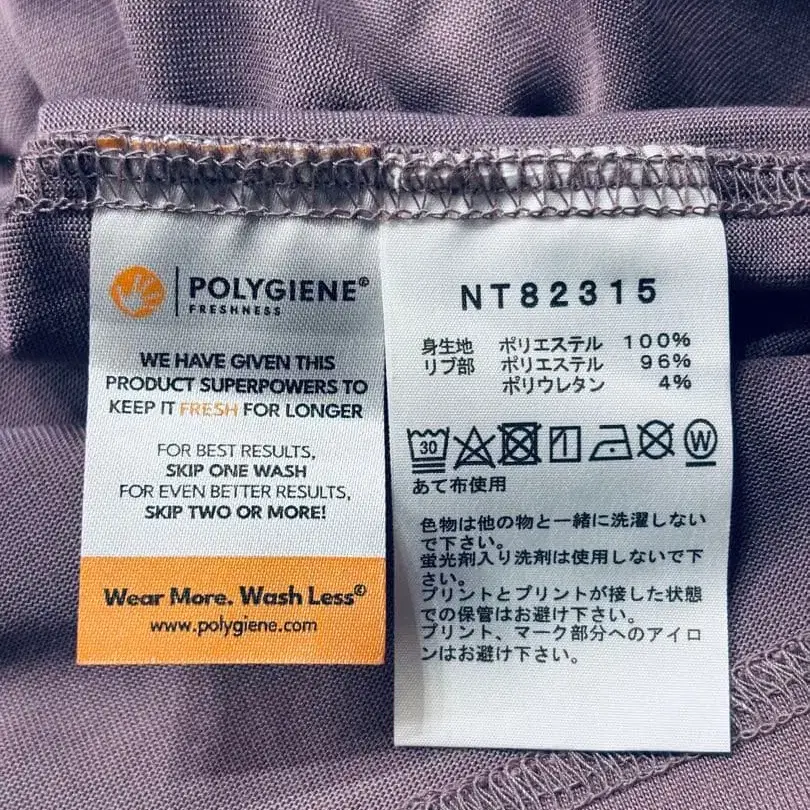 POLYGIENE®
FRESHNESS
WE HAVE GIVEN THIS
PRODUCT SUPERPOWERS TO
KEEP IT FRESH FOR LONGER
FOR BEST RESULTS,
SKIP ONE WASH
FOR EVEN BETTER RESULTS,
SKIP TWO OR MORE!
Wear More. Wash Less®
www.polygiene.com
NT82315
身生地 ポリエステル 100%
リブ部 ポリエステル 96%
ポリウレタン 4%
30 W
あて布使用
色物は他の物と一緒に洗濯しない
で下さい。
蛍光剤入り洗剤は使用しないで下
さい。
プリントとプリントが接した状態
での保管はお避け下さい。
プリント、マーク部分へのアイロ
ンはお避け下さい。